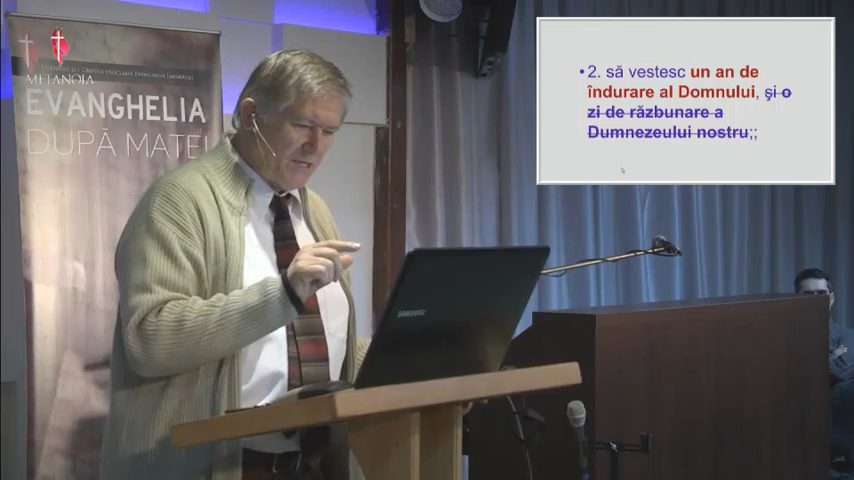 METANOIA
EVANGHELIA
DUPĂ MATEI
• 2. să vestesc un an de
îndurare al Domnului, şi o
zi de răzbunare a
Dumnezeului nostru;;
SAMSUNG